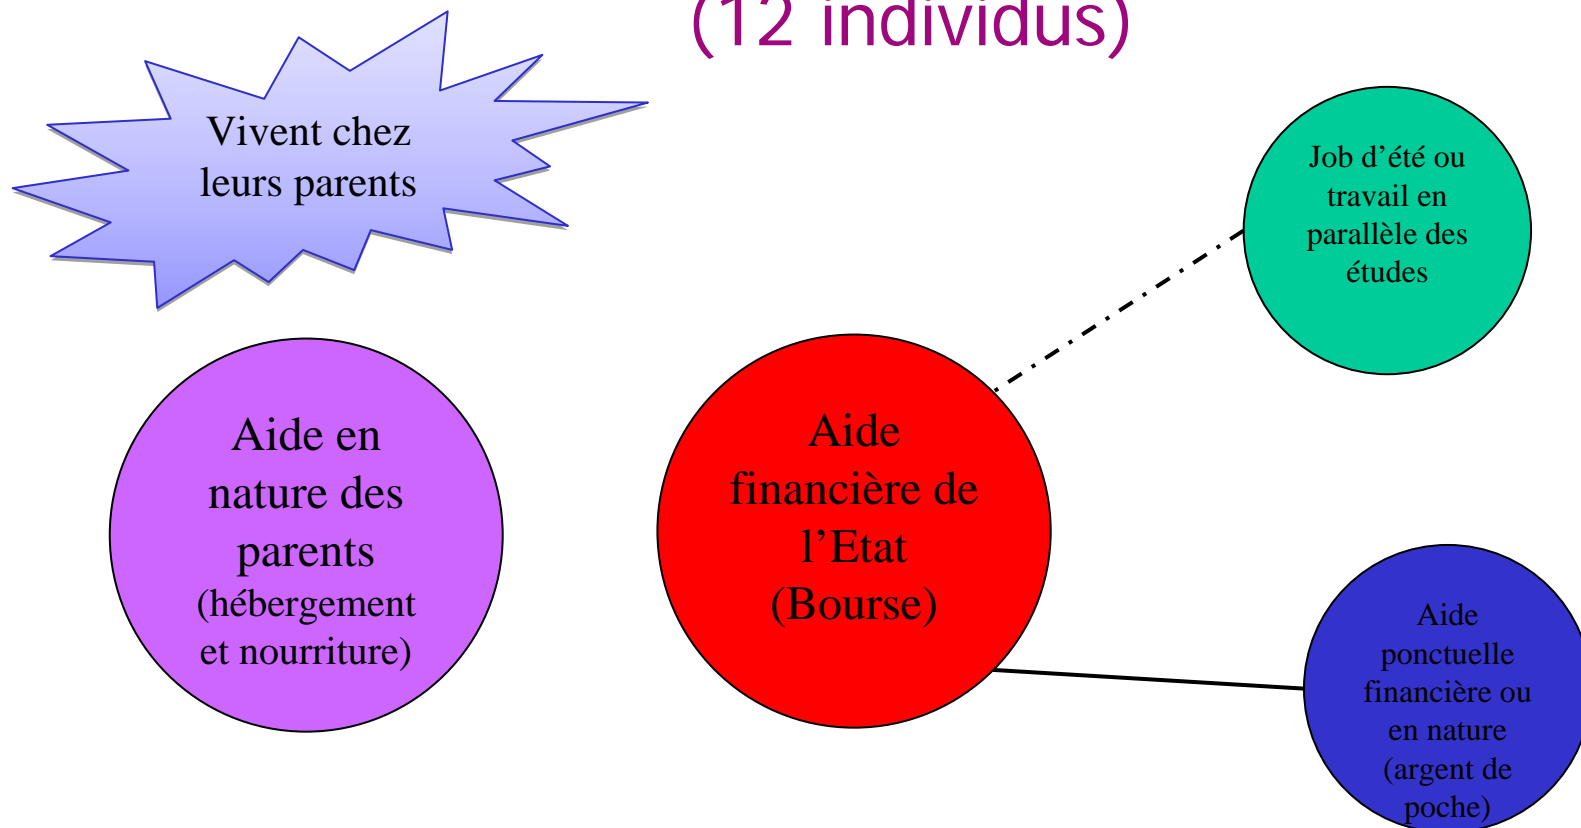 (12 individus)
Vivent chez
leurs parents
Job d’été ou
travail en
parallèle des
études
Aide en
nature des
parents
(hébergement
et nourriture)
Aide
financière de
l’Etat
(Bourse)
Aide
ponctuelle
financière ou
en nature
(argent de
poche)